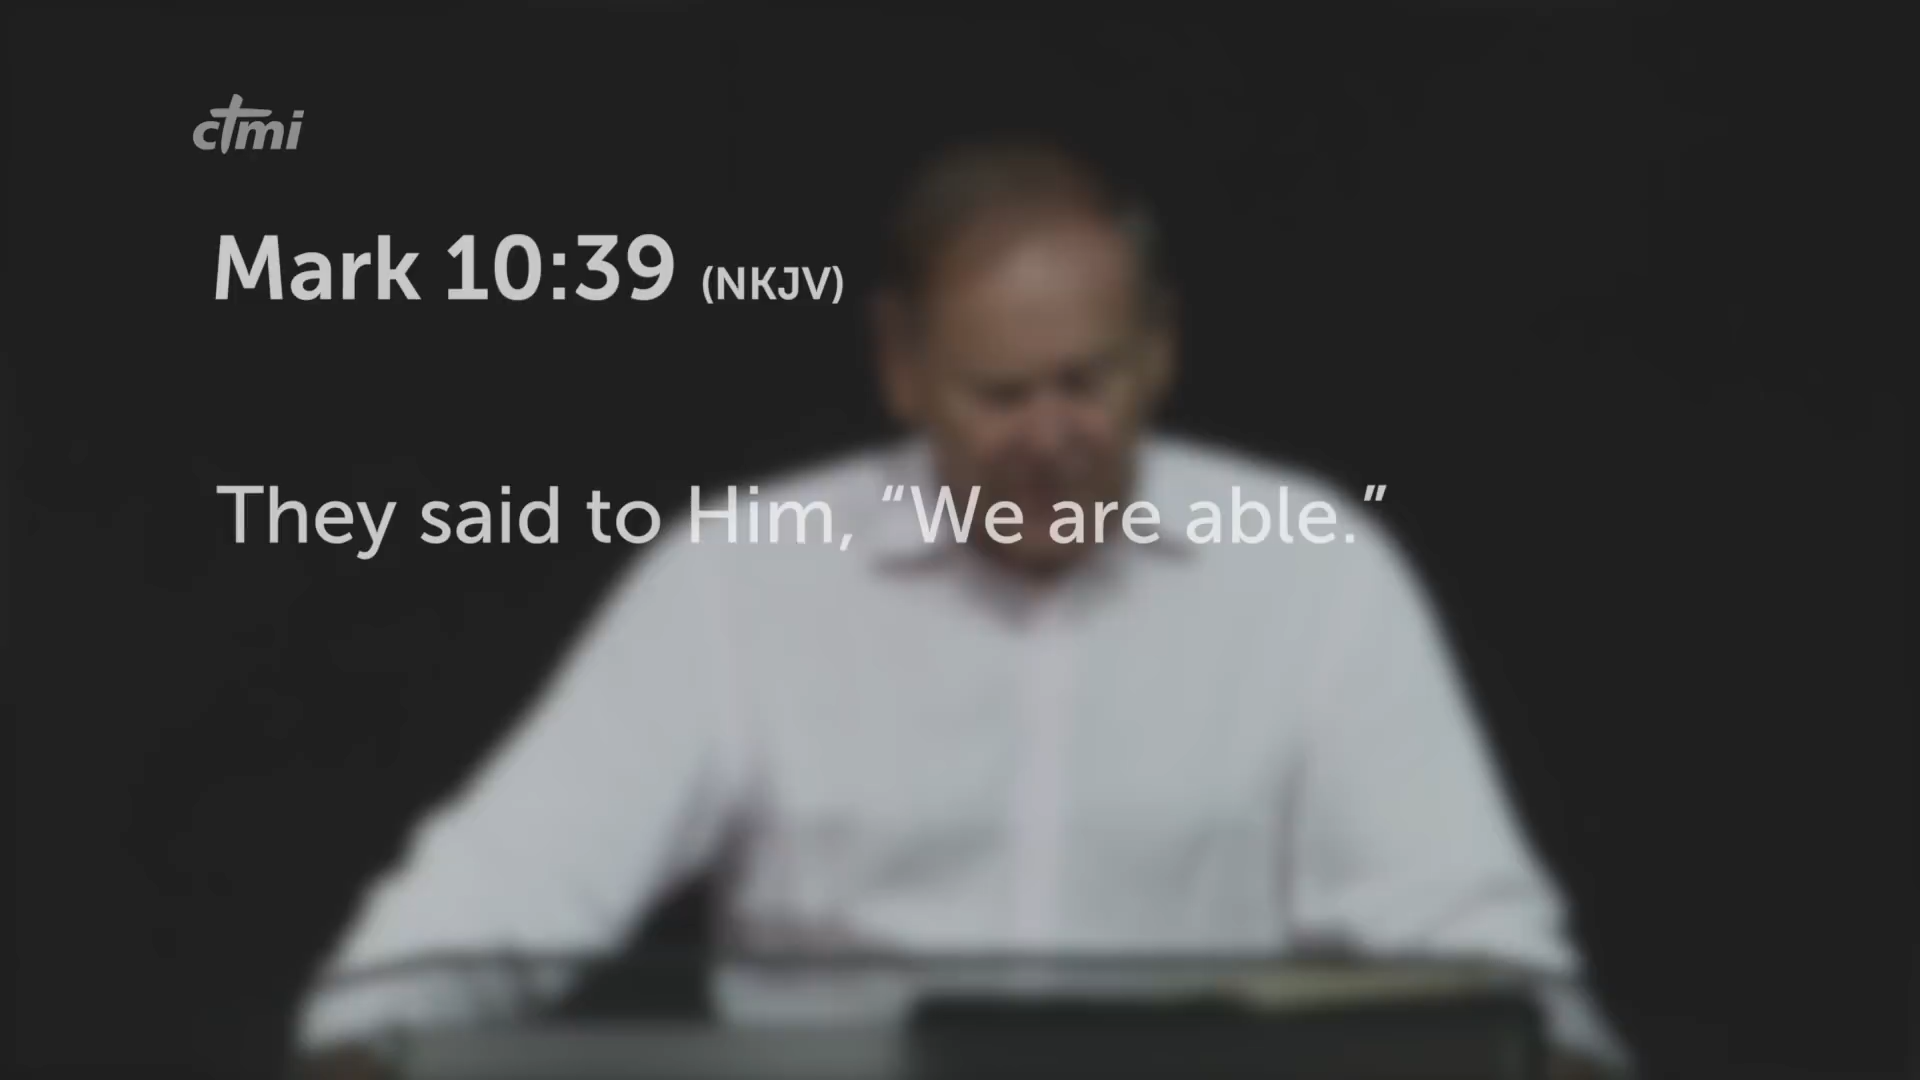 ctmi
Mark 10:39 (NKJV)
They said to Him, “We are able.”